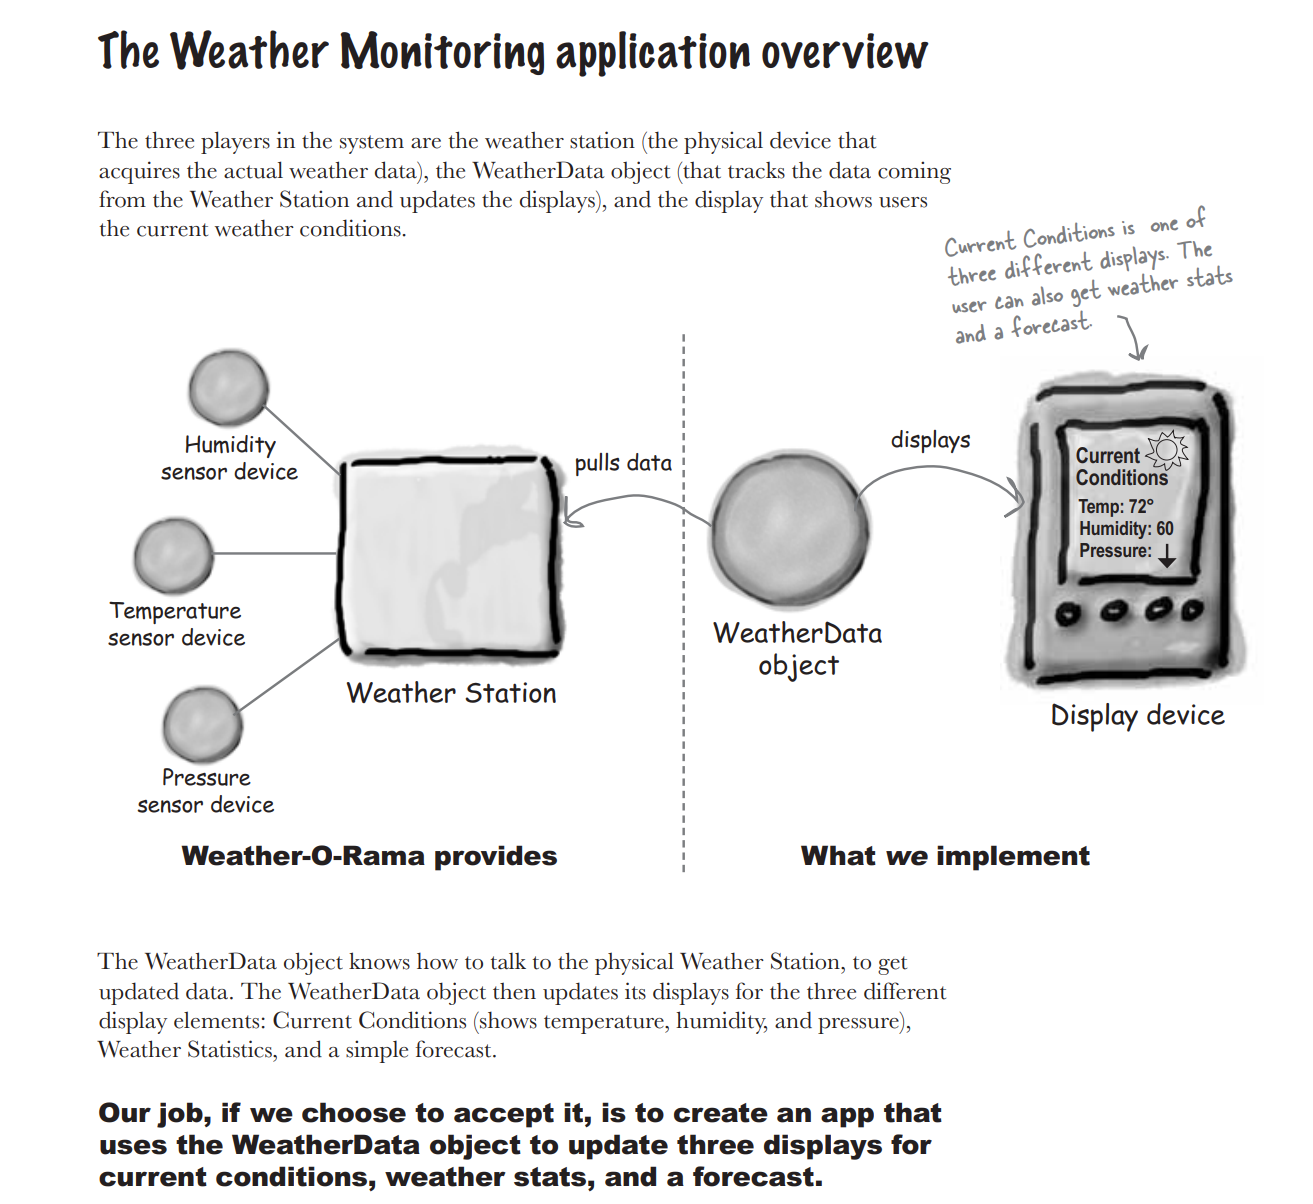 The Weather Monitoring application overview
The three players in the system are the weather station (the physical device that
acquires the actual weather data), the WeatherData object (that tracks the data coming
from the Weather Station and updates the displays), and the display that shows users
the current weather conditions.
Current Conditions is one of
three different displays. The
user can also get weather stats
and a forecast.
Humidity
sensor device
Temperature
sensor device
Pressure
sensor device
Weather Station
pulls data
WeatherData
object
displays
Current
Conditions
Temp: 72°
Humidity: 60
Pressure:
Display device
Weather-O-Rama provides
What we implement
The WeatherData object knows how to talk to the physical Weather Station, to get
updated data. The WeatherData object then updates its displays for the three different
display elements: Current Conditions (shows temperature, humidity, and pressure),
Weather Statistics, and a simple forecast.
Our job, if we choose to accept it, is to create an app that
uses the WeatherData object to update three displays for
current conditions, weather stats, and a forecast.